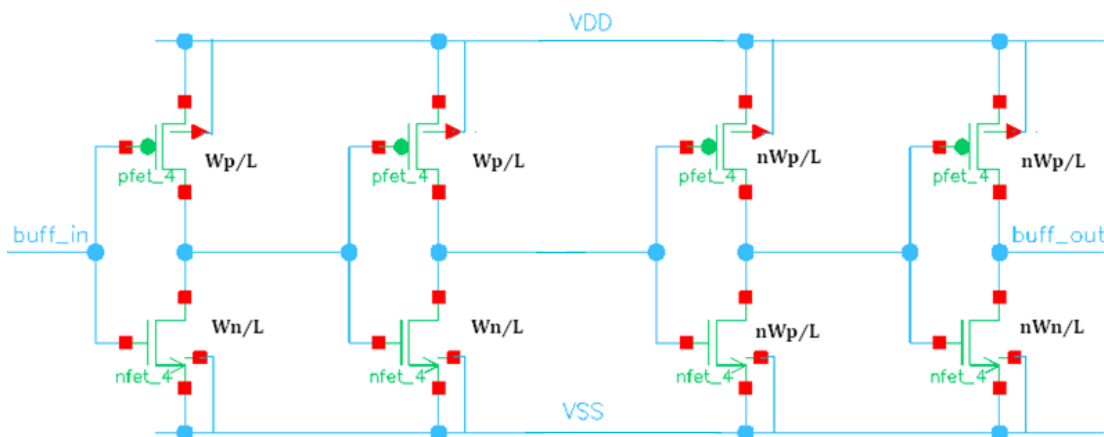 VDD
Wp/L
Wp/L
nWp/L
nWp/L
pfet_4
pfet_4
pfet_4
pfet_4
buff_in
buff_out
Wn/L
Wn/L
nWp/L
nWn/L
nfet_4
nfet_4
nfet_4
nfet_4
VSS